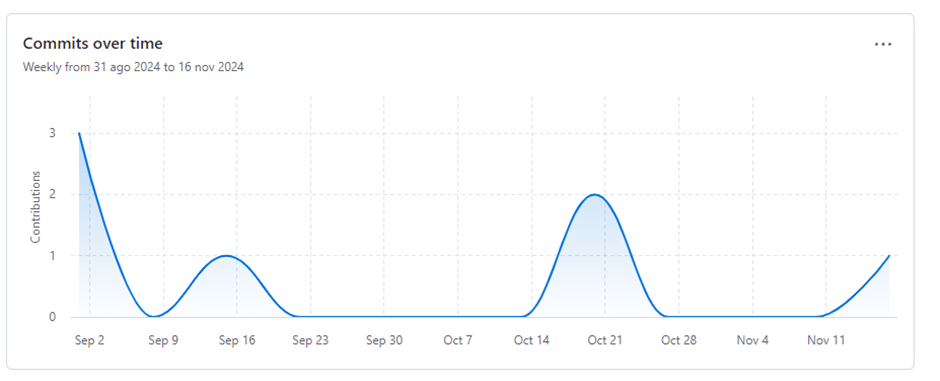 Commits over time
Weekly from 31 ago 2024 to 16 nov 2024
Contributions
3
2
1
0
Sep 2 Sep 9 Sep 16 Sep 23 Sep 30 Oct 7 Oct 14 Oct 21 Oct 28 Nov 4 Nov 11